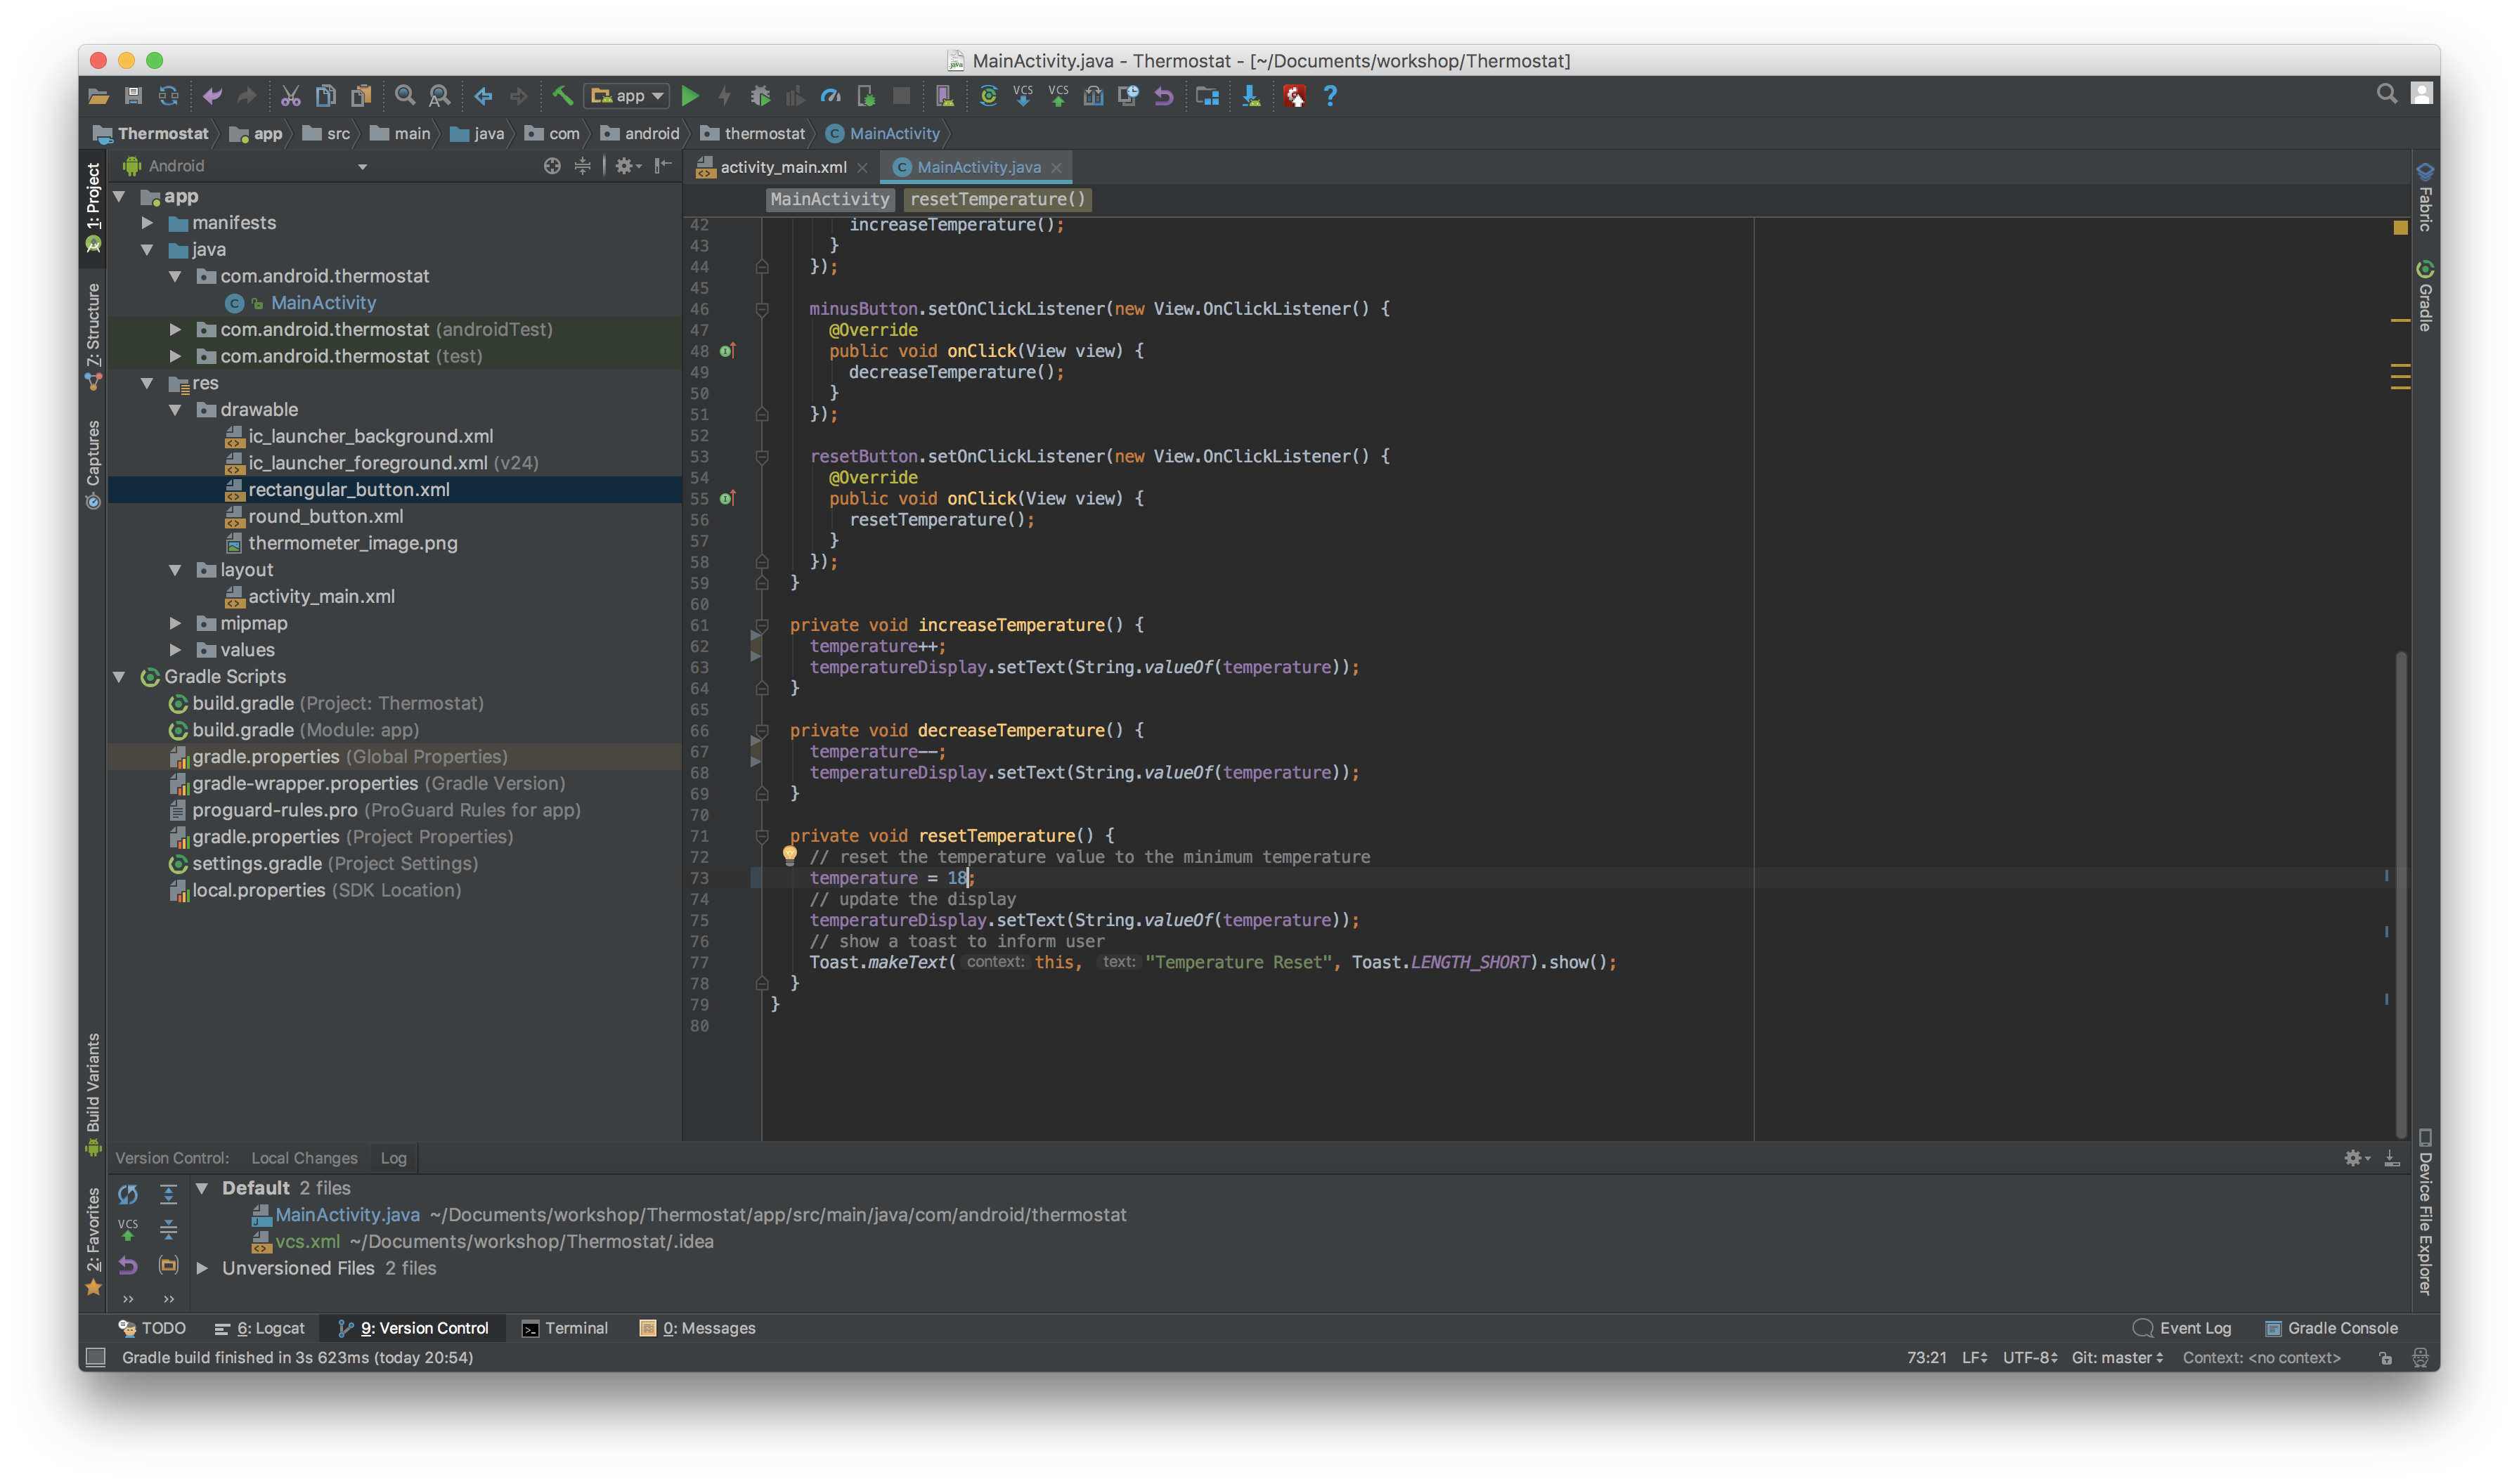 MainActivity.java - Thermostat - [~/Documents/workshop/Thermostat]
app
VCS VCS
Thermostat app src main java com android thermostat MainActivity
Android
activity_main.xml MainActivity.java
MainActivity resetTemperature()
1: Project
Z: Structure
Captures
Build Variants
2: Favorites
app
manifests
java
com.android.thermostat
MainActivity
com.android.thermostat (androidTest)
com.android.thermostat (test)
res
drawable
ic_launcher_background.xml
ic_launcher_foreground.xml (v24)
rectangular_button.xml
round_button.xml
thermometer_image.png
layout
activity_main.xml
mipmap
values
Gradle Scripts
build.gradle (Project: Thermostat)
build.gradle (Module: app)
gradle.properties (Global Properties)
gradle-wrapper.properties (Gradle Version)
proguard-rules.pro (ProGuard Rules for app)
gradle.properties (Project Properties)
settings.gradle (Project Settings)
local.properties (SDK Location)
42 increaseTemperature();
43 }
44 });
45
46 minusButton.setOnClickListener(new View.OnClickListener() {
47 @Override
48 public void onClick(View view) {
49 decreaseTemperature();
50 }
51 });
52
53 resetButton.setOnClickListener(new View.OnClickListener() {
54 @Override
55 public void onClick(View view) {
56 resetTemperature();
57 }
58 });
59 }
60
61 private void increaseTemperature() {
62 temperature++;
63 temperatureDisplay.setText(String.valueOf(temperature));
64 }
65
66 private void decreaseTemperature() {
67 temperature--;
68 temperatureDisplay.setText(String.valueOf(temperature));
69 }
70
71 private void resetTemperature() {
72 // reset the temperature value to the minimum temperature
73 temperature = 18;
74 // update the display
75 temperatureDisplay.setText(String.valueOf(temperature));
76 // show a toast to inform user
77 Toast.makeText( context: this, text: "Temperature Reset", Toast.LENGTH_SHORT).show();
78 }
79 }
80
Fabric
Gradle
Device File Explorer
Version Control: Local Changes Log
Default 2 files
MainActivity.java ~/Documents/workshop/Thermostat/app/src/main/java/com/android/thermostat
VCS
vcs.xml ~/Documents/workshop/Thermostat/.idea
Unversioned Files 2 files
TODO 6: Logcat 9: Version Control Terminal 0: Messages Event Log Gradle Console
Gradle build finished in 3s 623ms (today 20:54) 73:21 LF UTF-8 Git: master Context: <no context>